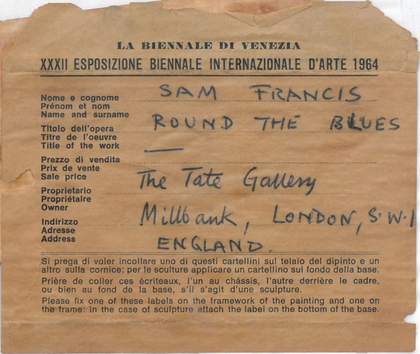 LA BIENNALE DI VENEZIA
XXXII ESPOSIZIONE BIENNALE INTERNAZIONALE D'ARTE 1964
Nome e cognome
Prénom et nom
Name and surname
SAM FRANCIS
Titolo dell'opera
Titre de l'oeuvre
Title of the work
ROUND THE BLUES
Prezzo di vendita
Prix de vente
Sale price
—
Proprietario
Propriétaire
Owner
The Tate Gallery
Indirizzo
Adresse
Address
Millbank, LONDON, S.W.1
ENGLAND.
Si prega di voler incollare uno di questi cartellini sul telaio del dipinto e un
altro sulla cornice; per le sculture applicare un cartellino sul fondo della base.
Prière de coller ces écriteaux, l'un au châssis, l'autre derrière le cadre,
ou bien au fond de la base, s'il s'agit d'une sculpture.
Please fix one of these labels on the framework of the painting and one on
the frame: in the case of sculpture attach the label on the bottom of the base.